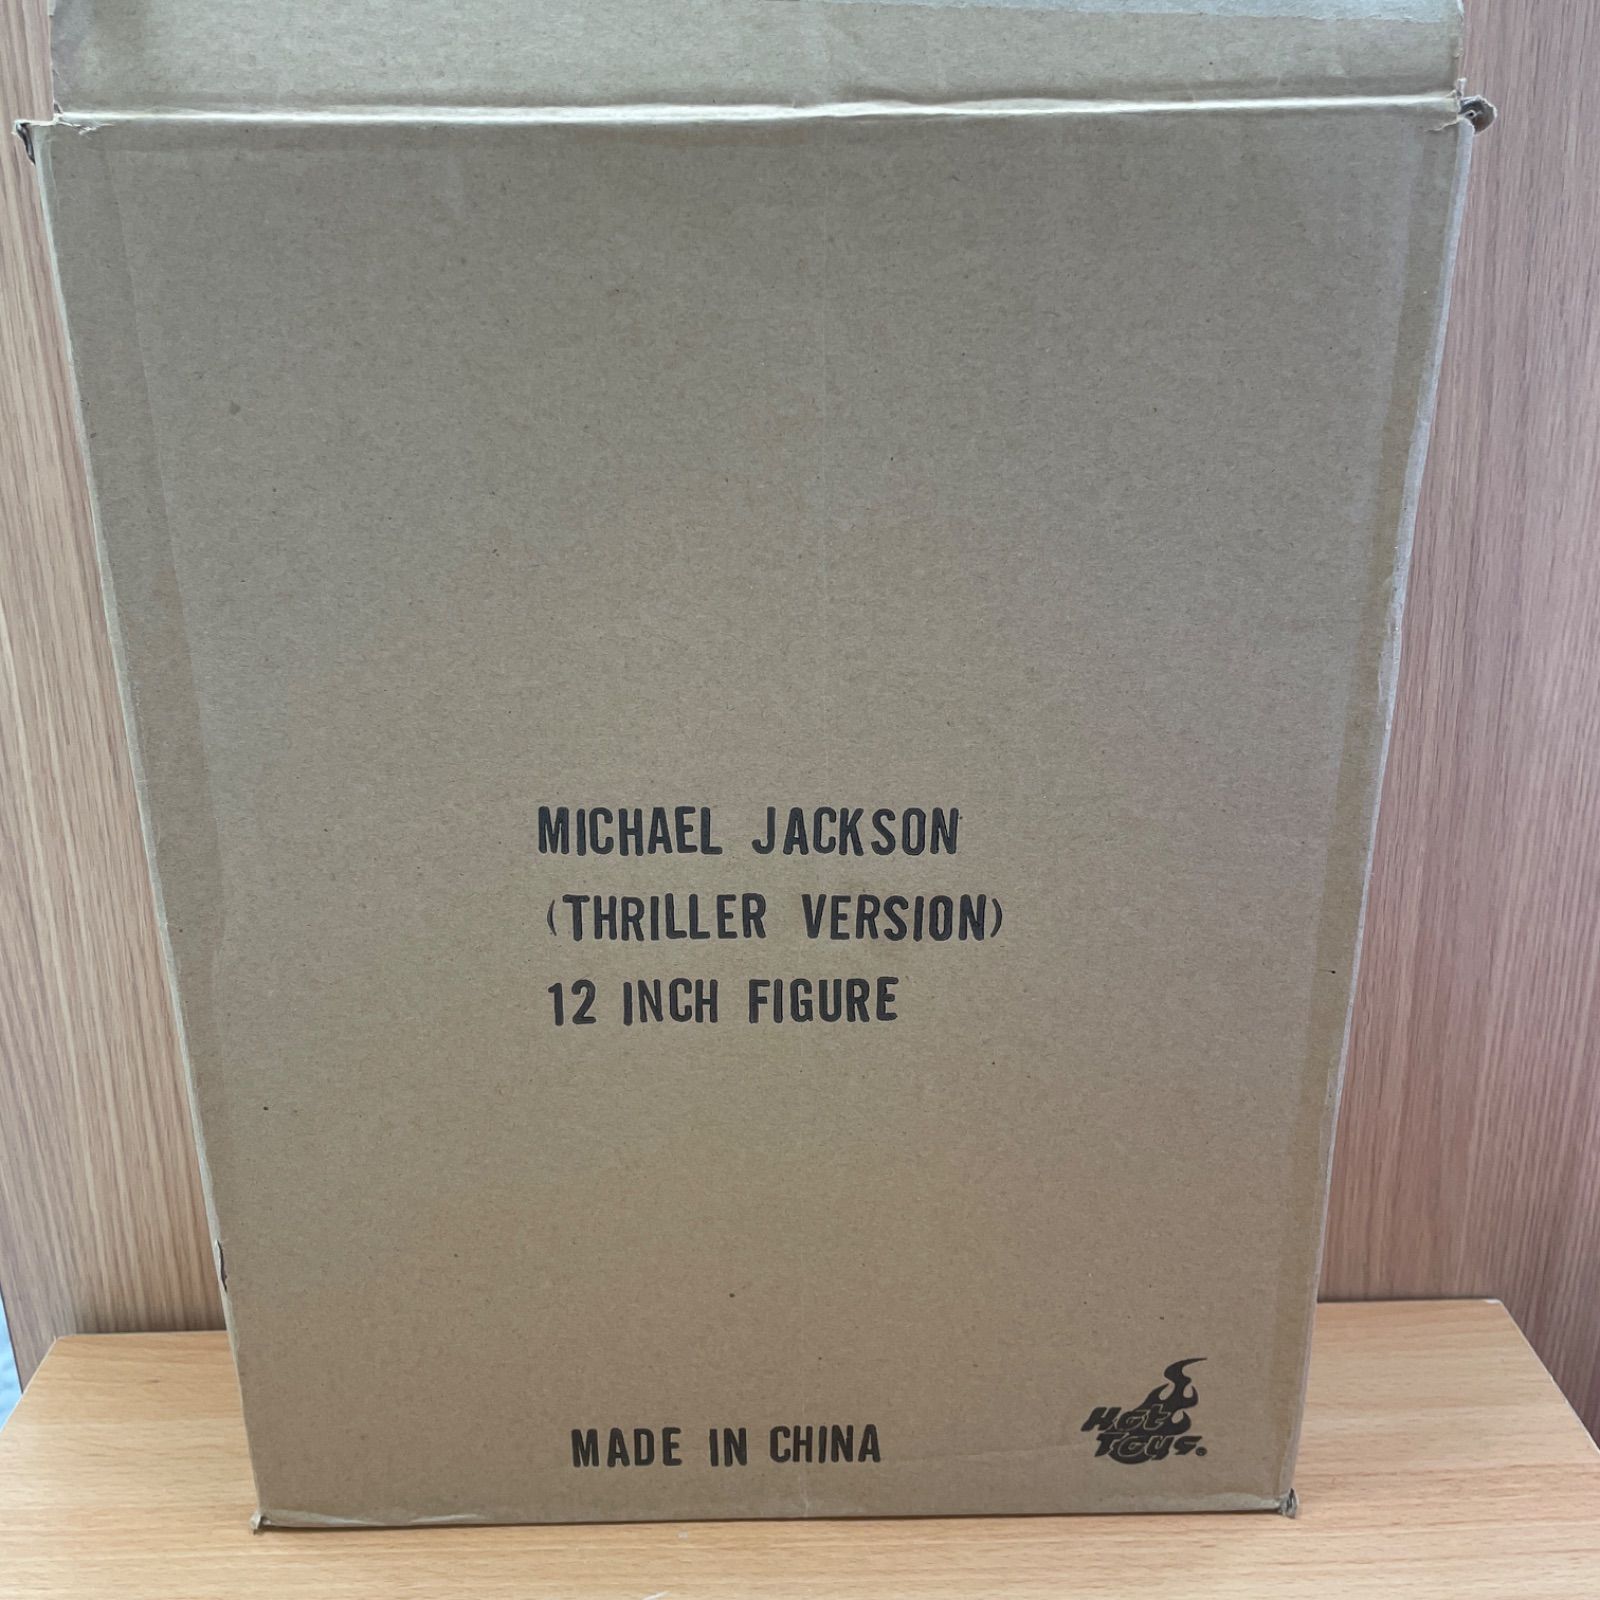 MICHAEL JACKSON
(THRILLER VERSION)
12 INCH FIGURE
MADE IN CHINA
Hot
Toys.